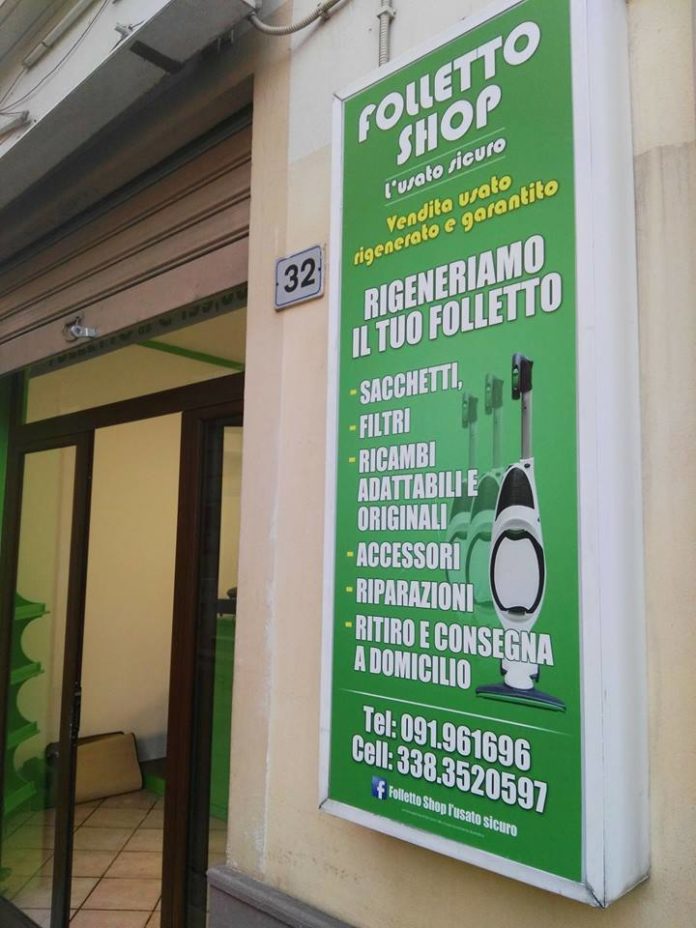 FOLLETTO
SHOP
L'usato sicuro
Vendita usato
rigenerato e garantito
32
RIGENERIAMO
IL TUO FOLLETTO
- SACCHETTI,
- FILTRI
- RICAMBI
ADATTABILI E
ORIGINALI
- ACCESSORI
- RIPARAZIONI
- RITIRO E CONSEGNA
A DOMICILIO
Tel: 091.961696
Cell: 338.3520597
f Folletto Shop l'usato sicuro